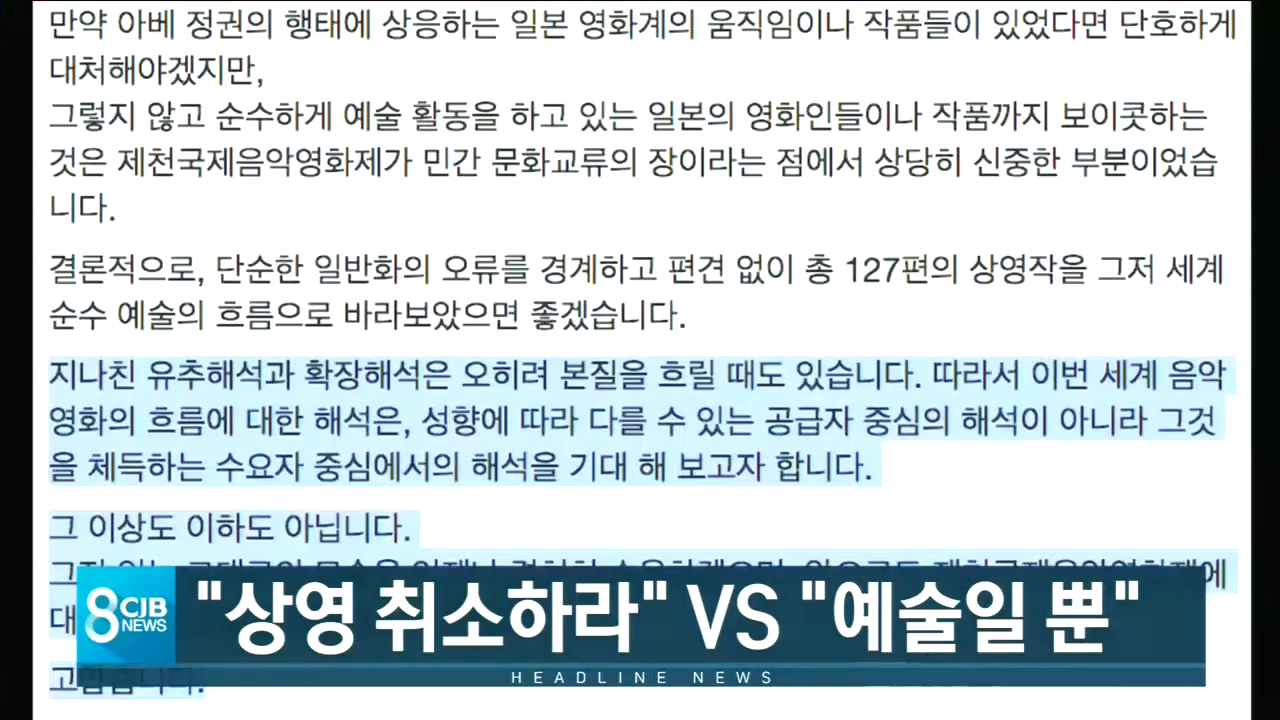 만약 아베 정권의 행태에 상응하는 일본 영화계의 움직임이나 작품들이 있었다면 단호하게
대처해야겠지만,
그렇지 않고 순수하게 예술 활동을 하고 있는 일본의 영화인들이나 작품까지 보이콧하는
것은 제천국제음악영화제가 민간 문화교류의 장이라는 점에서 상당히 신중한 부분이었습
니다.
결론적으로, 단순한 일반화의 오류를 경계하고 편견 없이 총 127편의 상영작을 그저 세계
순수 예술의 흐름으로 바라보았으면 좋겠습니다.
지나친 유추해석과 확장해석은 오히려 본질을 흐릴 때도 있습니다. 따라서 이번 세계 음악
영화의 흐름에 대한 해석은, 성향에 따라 다를 수 있는 공급자 중심의 해석이 아니라 그것
을 체득하는 수요자 중심에서의 해석을 기대 해 보고자 합니다.
그 이상도 이하도 아닙니다.
대
8 CJB NEWS
"상영 취소하라" VS "예술일 뿐"
HEADLINE NEWS